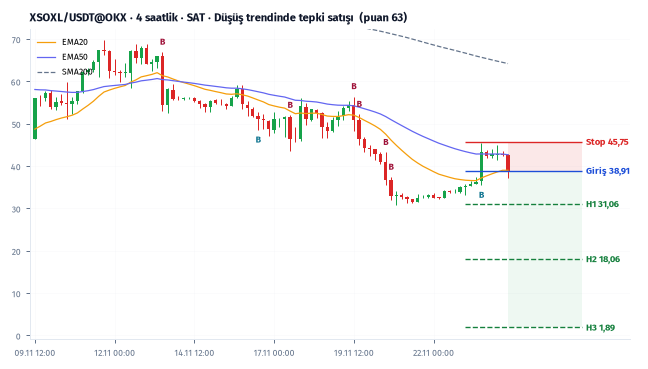 XSOXL/USDT@OKX · 4 saatlik · SAT · Düşüş trendinde tepki satışı (puan 63)
EMA20
EMA50
SMA200
70
60
50
40
30
20
10
0
B
B
B
B
B
B
B
B
B
Stop 45,75
Giriş 38,91
H1 31,06
H2 18,06
H3 1,89
09.11 12:00
12.11 00:00
14.11 12:00
17.11 00:00
19.11 12:00
22.11 00:00